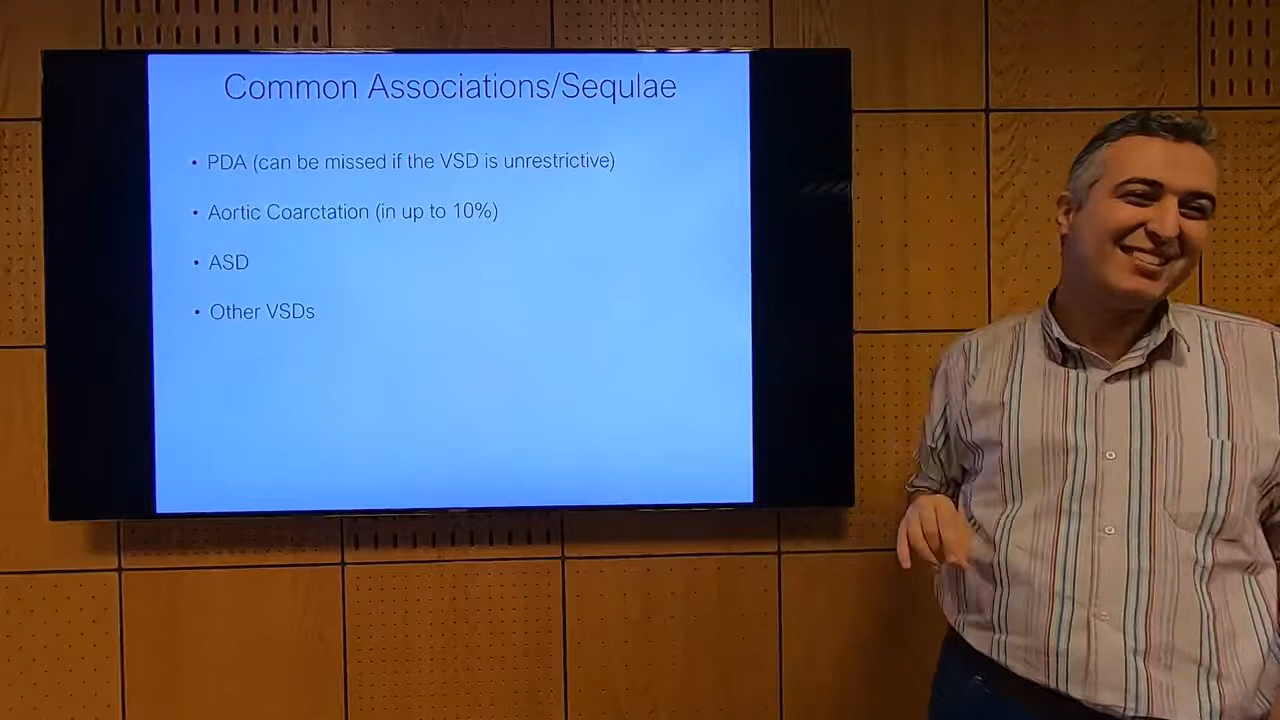 Common Associations/Sequlae
• PDA (can be missed if the VSD is unrestrictive)
• Aortic Coarctation (in up to 10%)
• ASD
• Other VSDs